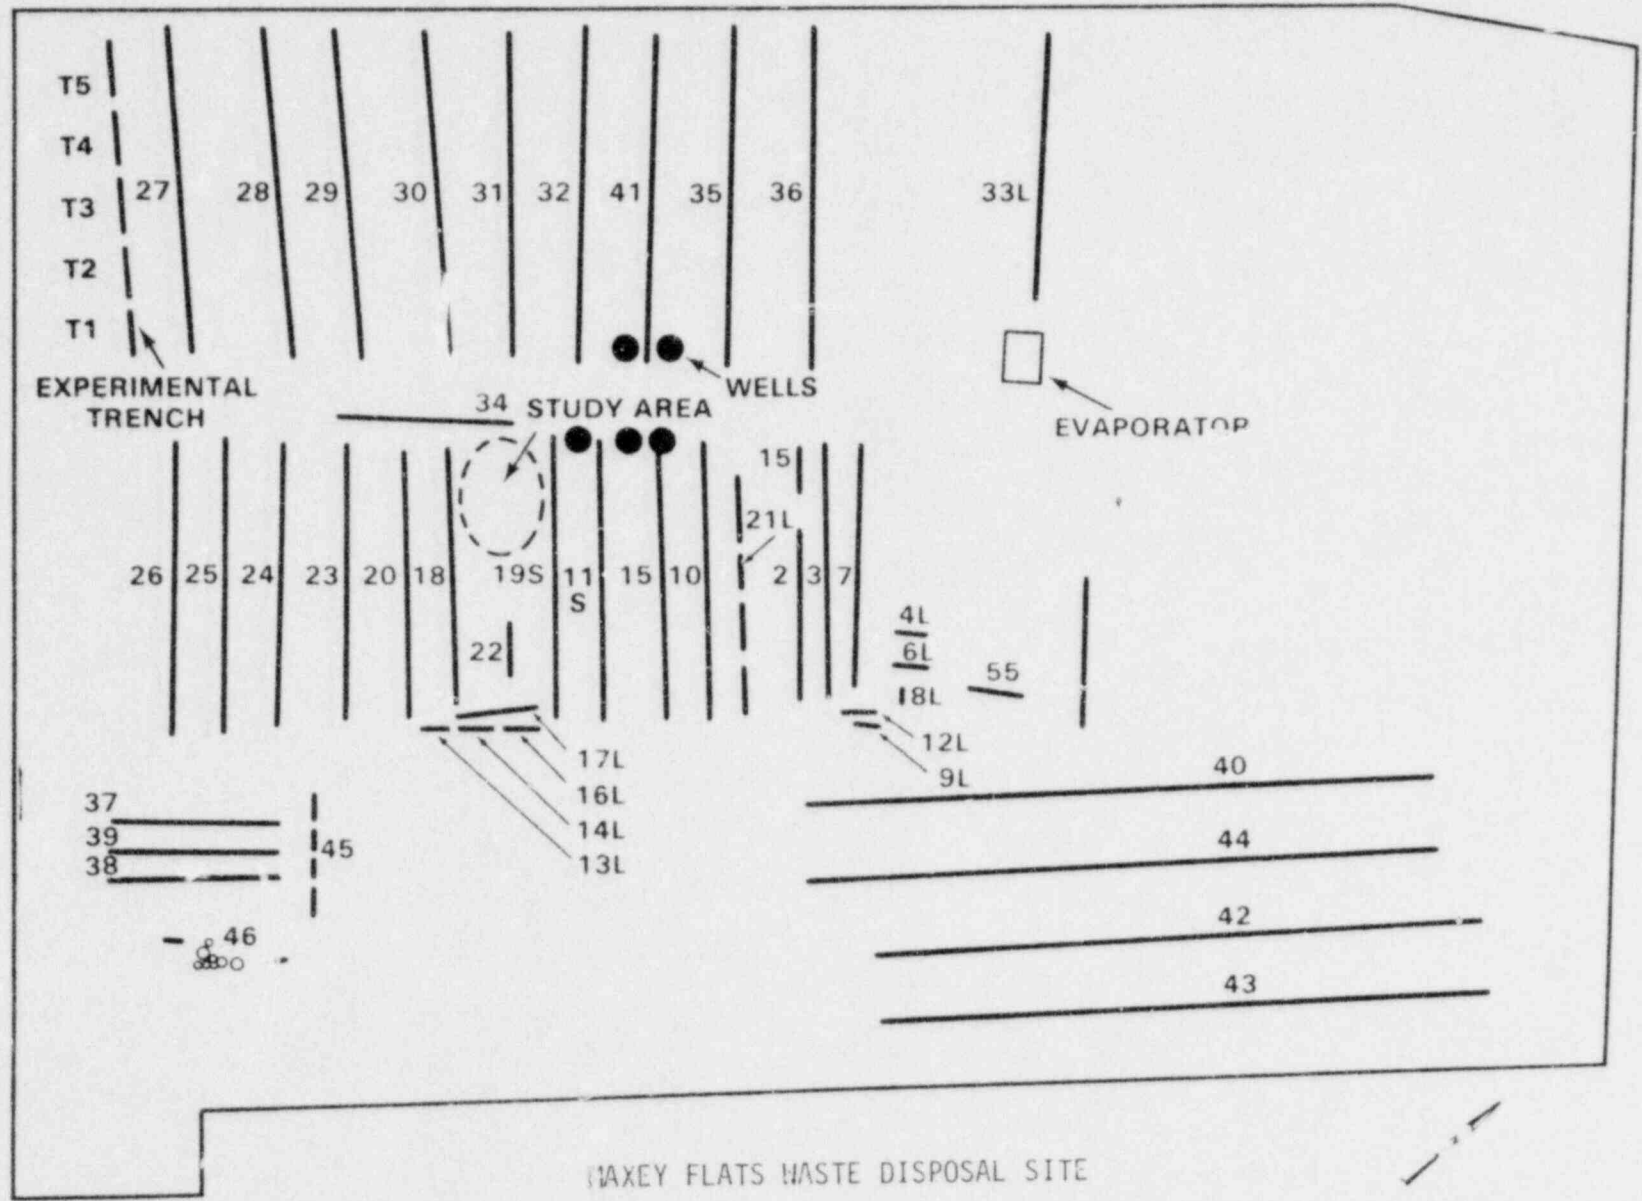 T5
T4
T3
T2
T1
27 28 29 30 31 32 41 35 36 33L
EXPERIMENTAL
TRENCH
WELLS
34 STUDY AREA
EVAPORATOR
15
21L
26 25 24 23 20 18 19S 11 15 10 2 3 7
S
4L
22 6L
55
8L
12L
17L
9L
16L
14L
13L
40
37
39
38
45
44
46
42
43
MAXEY FLATS WASTE DISPOSAL SITE